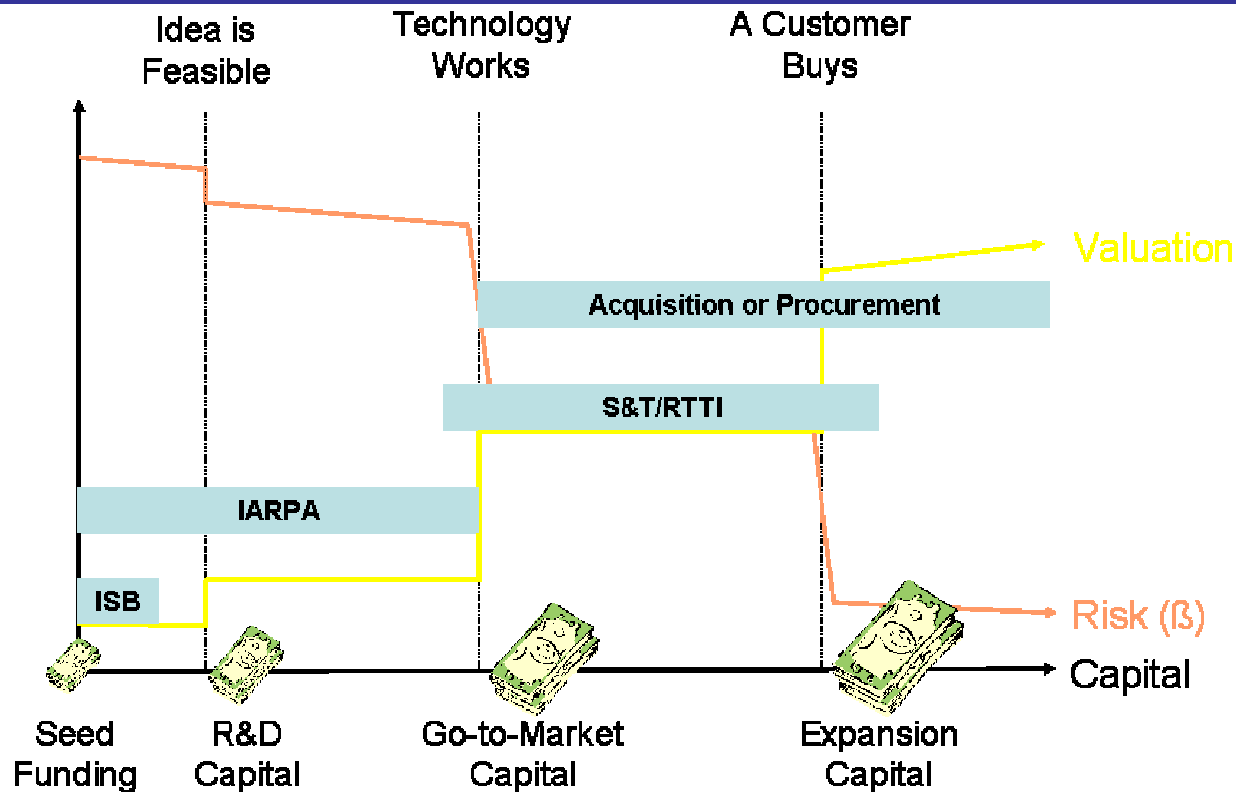 Idea is
Feasible
Technology
Works
A Customer
Buys
Valuation
Acquisition or Procurement
S&T/RTTI
IARPA
ISB
Risk (ß)
Capital
Seed
Funding
R&D
Capital
Go-to-Market
Capital
Expansion
Capital